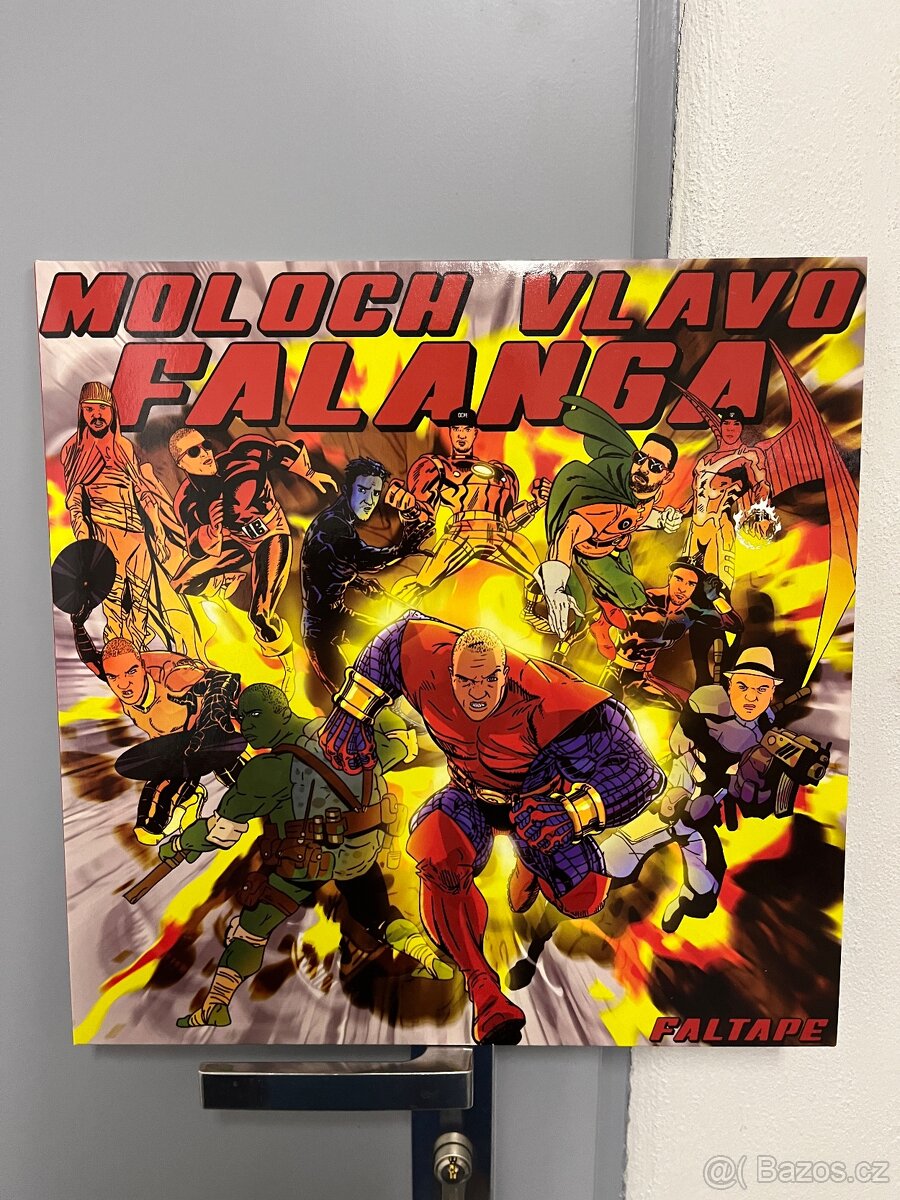 MOLOCH VLAVO
FALANGA
FALTAPE
@( Bazos.cz